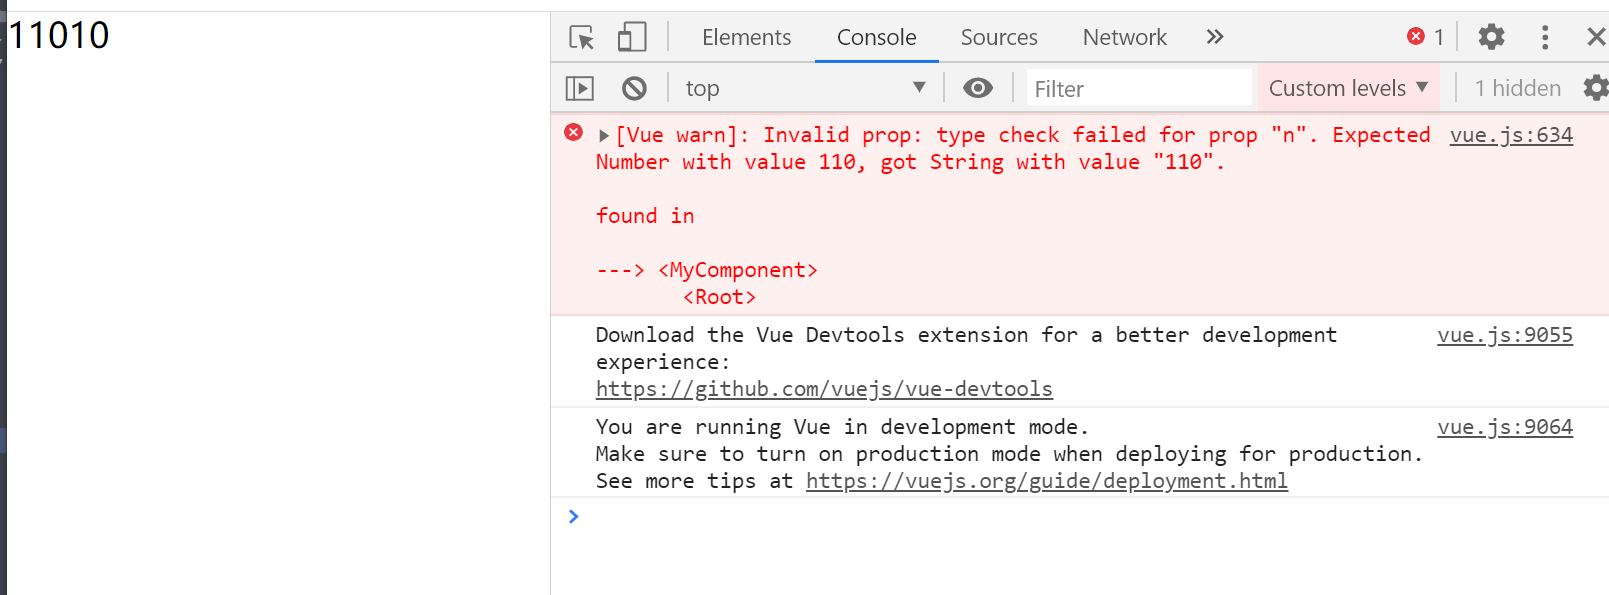 11010
Elements Console Sources Network 1
top Filter Custom levels 1 hidden
[Vue warn]: Invalid prop: type check failed for prop "n". Expected vue.js:634
Number with value 110, got String with value "110".
found in
---> <MyComponent>
<Root>
Download the Vue Devtools extension for a better development vue.js:9055
experience:
https://github.com/vuejs/vue-devtools
You are running Vue in development mode. vue.js:9064
Make sure to turn on production mode when deploying for production.
See more tips at https://vuejs.org/guide/deployment.html